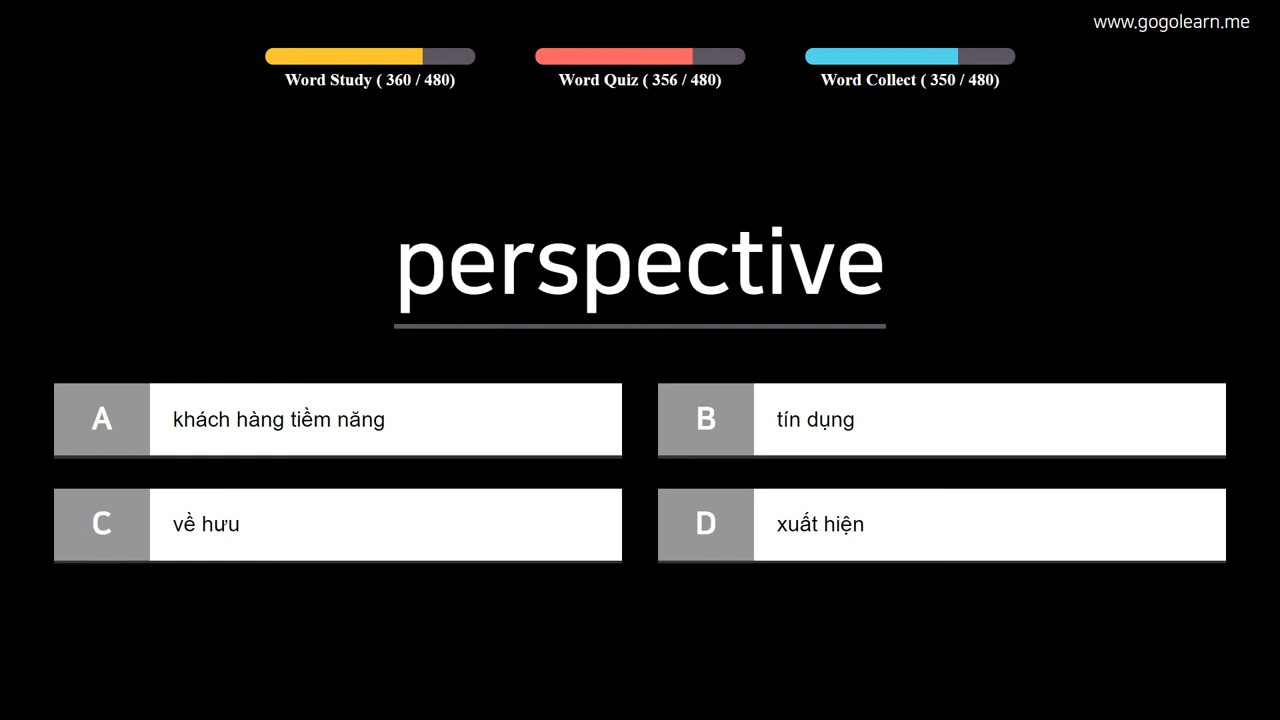 www.gogolearn.me
Word Study ( 360 / 480)
Word Quiz ( 356 / 480)
Word Collect ( 350 / 480)
perspective
A khách hàng tiềm năng
B tín dụng
C về hưu
D xuất hiện